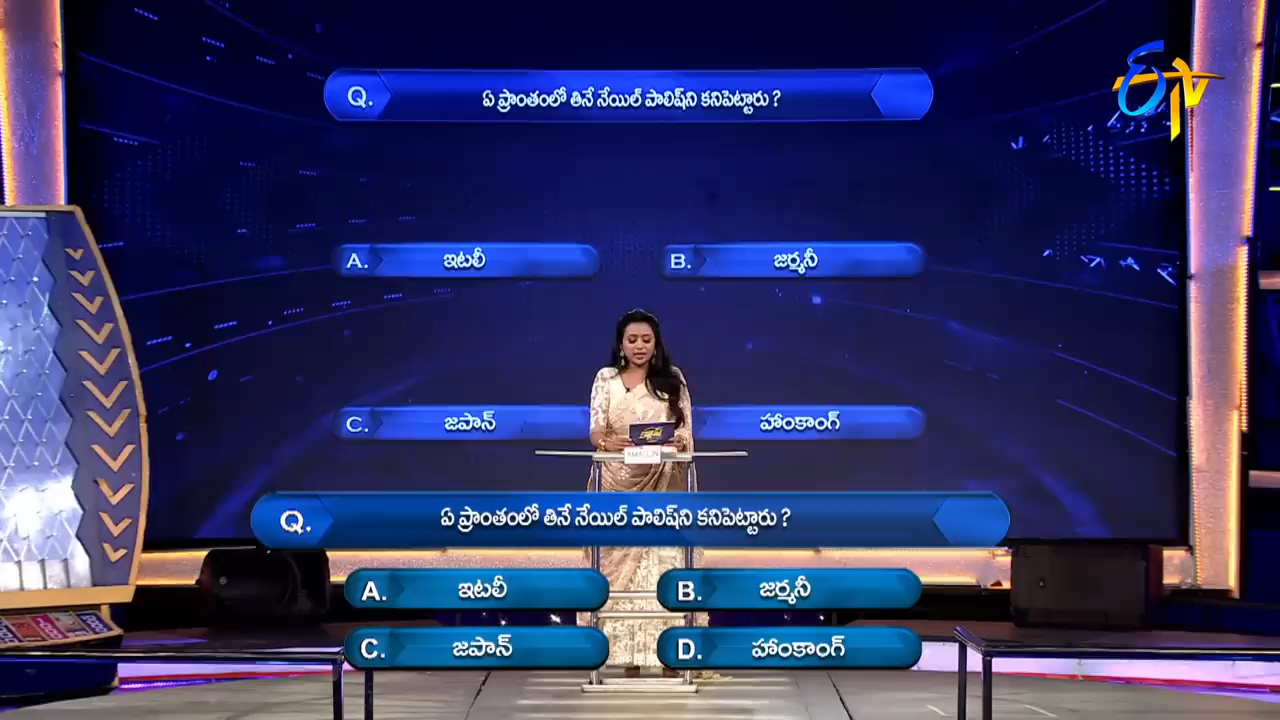 Q. ఏ ప్రాంతంలో తినే నేయిల్ పాలిష్‌ని కనిపెట్టారు ?
ETV
A. ఇటలీ
B. జర్మనీ
C. జపాన్
హాంకాంగ్
Q. ఏ ప్రాంతంలో తినే నేయిల్ పాలిష్‌ని కనిపెట్టారు ?
A. ఇటలీ
B. జర్మనీ
C. జపాన్
D. హాంకాంగ్